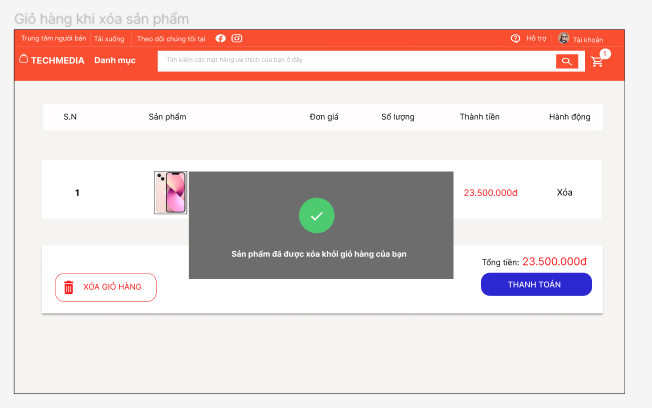 Giỏ hàng khi xóa sản phẩm
Trung tâm người bán Tải xuống Theo dõi chúng tôi tại Hỗ trợ Tài khoản
TECHMEDIA Danh mục Tìm kiếm các mặt hàng ưa thích của bạn ở đây. 1
S.N Sản phẩm Đơn giá Số lượng Thành tiền Hành động
1 23.500.000đ Xóa
Sản phẩm đã được xóa khỏi giỏ hàng của bạn
Tổng tiền: 23.500.000đ
XÓA GIỎ HÀNG THANH TOÁN